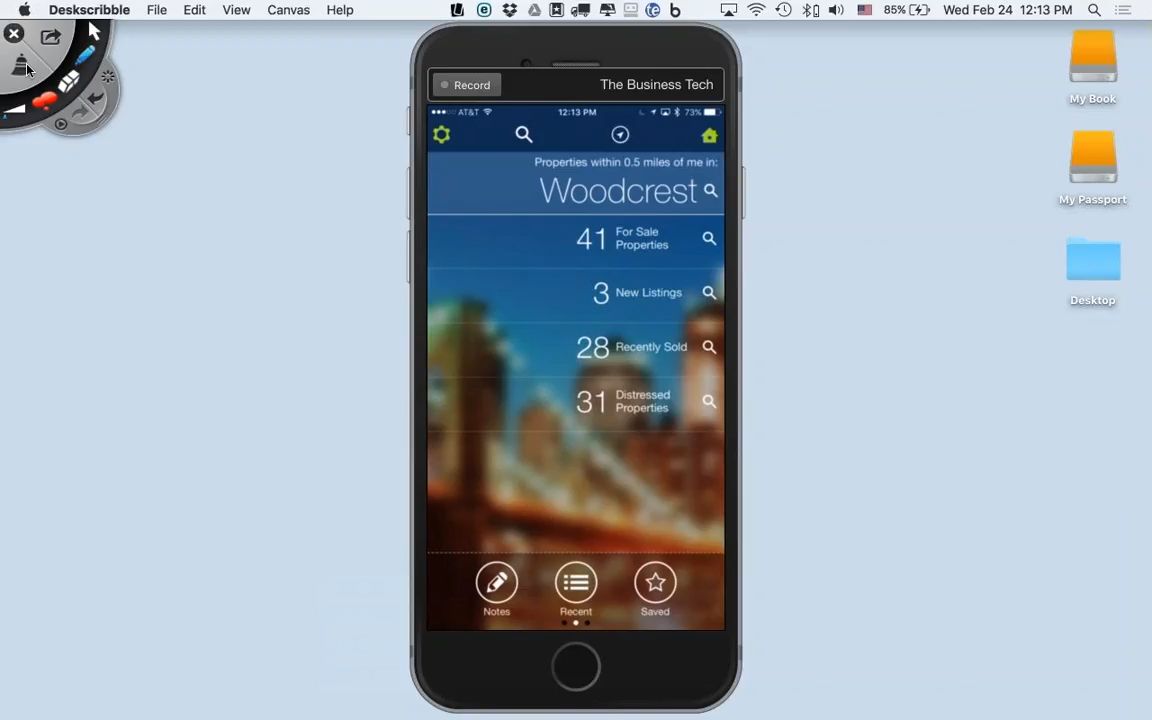 Deskscribble File Edit View Canvas Help 85% Wed Feb 24 12:13 PM
Record The Business Tech
AT&T 12:13 PM 73%
Properties within 0.5 miles of me in:
Woodcrest
41 For Sale
Properties
3 New Listings
28 Recently Sold
31 Distressed
Properties
Notes Recent Saved
My Book
My Passport
Desktop